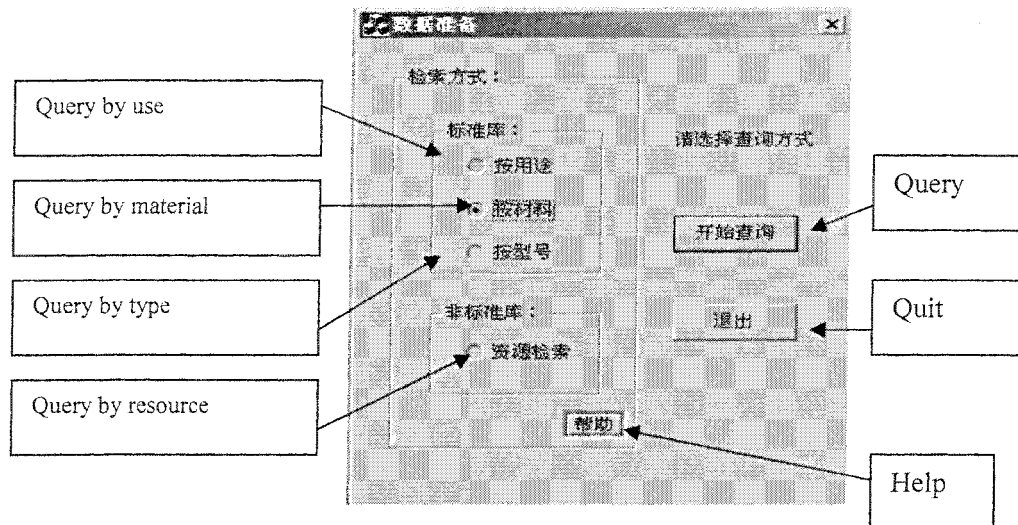 数据准备
检索方式：
Query by use
标准库：
请选择查询方式
按用途
Query by material
按材料
Query
开始查询
按型号
Query by type
非标准库：
Quit
退出
资源检索
Query by resource
帮助
Help